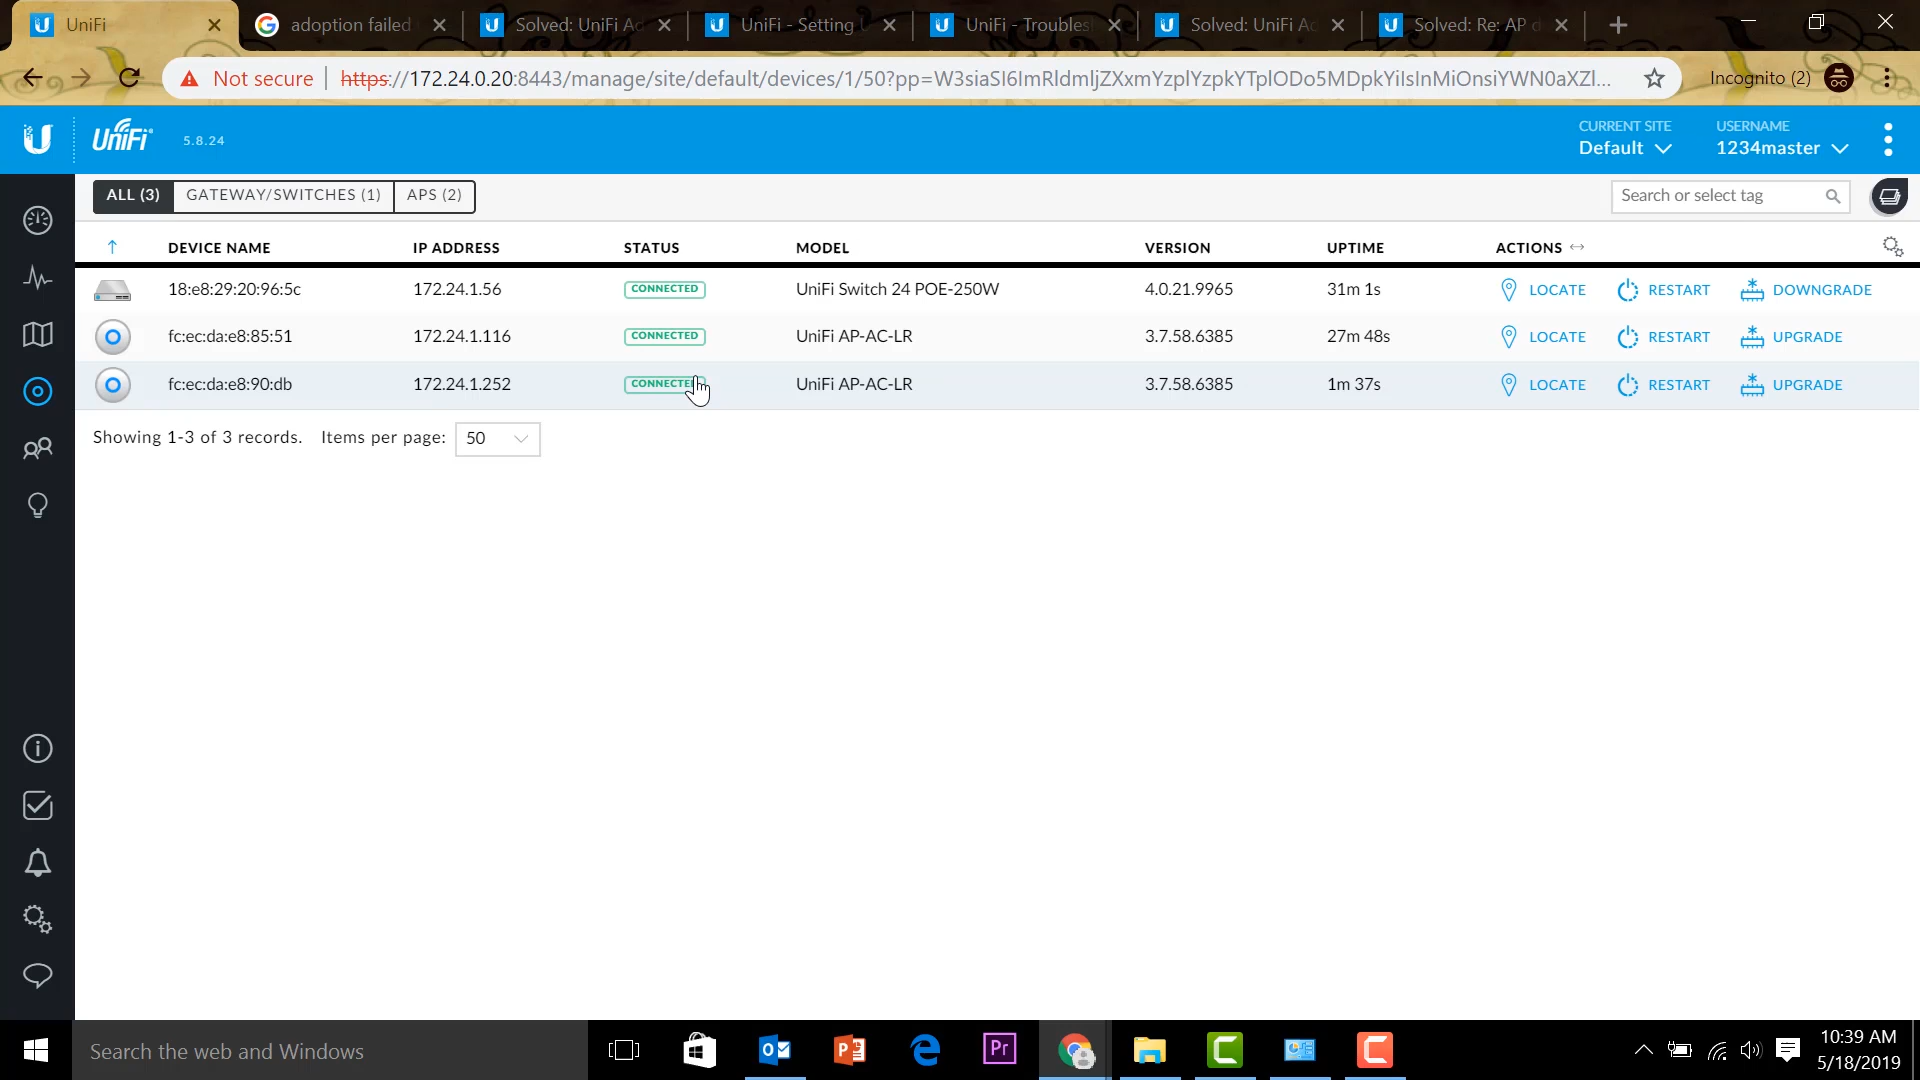 UniFi
adoption failed
Solved: UniFi Ad
UniFi - Setting U
UniFi - Troubles
Solved: UniFi Ac
Solved: Re: AP d
Not secure
https://172.24.0.20:8443/manage/site/default/devices/1/50?pp=W3siaSI6ImRldmljZXxmYzplYzpkYTplODo5MDpkYiIsInMiOnsiYWN0aXZl...
Incognito (2)
UniFi
5.8.24
CURRENT SITE
Default
USERNAME
1234master
ALL (3) GATEWAY/SWITCHES (1) APS (2)
Search or select tag
DEVICE NAME IP ADDRESS STATUS MODEL VERSION UPTIME ACTIONS
18:e8:29:20:96:5c 172.24.1.56 CONNECTED UniFi Switch 24 POE-250W 4.0.21.9965 31m 1s LOCATE RESTART DOWNGRADE
fc:ec:da:e8:85:51 172.24.1.116 CONNECTED UniFi AP-AC-LR 3.7.58.6385 27m 48s LOCATE RESTART UPGRADE
fc:ec:da:e8:90:db 172.24.1.252 CONNECTED UniFi AP-AC-LR 3.7.58.6385 1m 37s LOCATE RESTART UPGRADE
Showing 1-3 of 3 records. Items per page: 50
Search the web and Windows
Pr
10:39 AM
5/18/2019